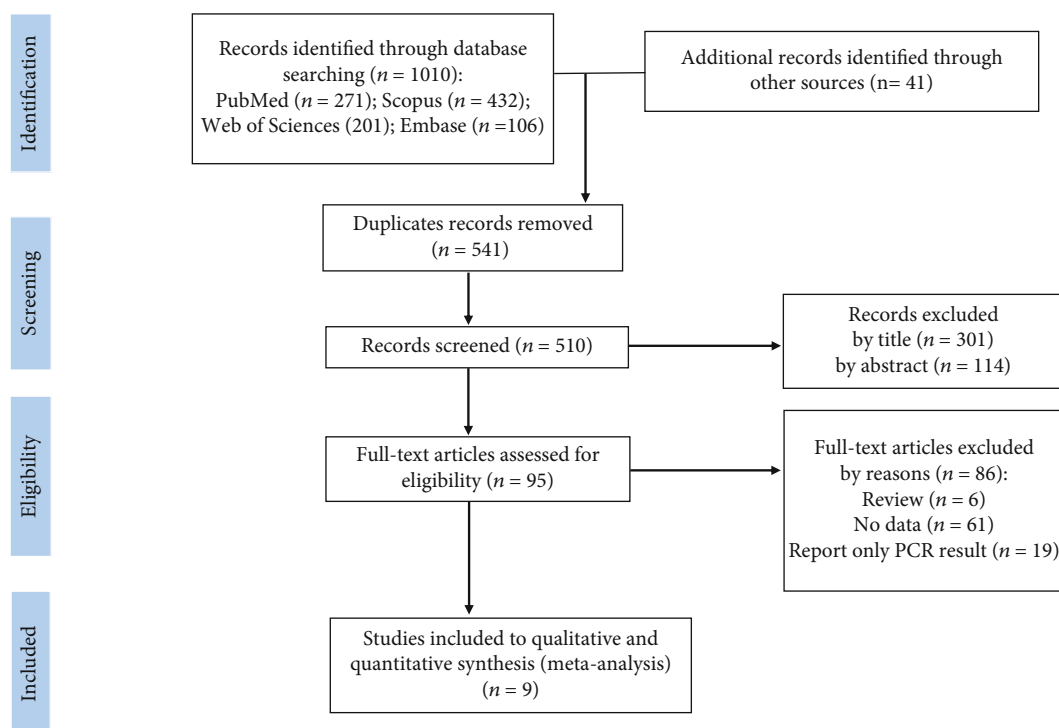 Identification
Records identified through database
searching (n = 1010):
PubMed (n = 271); Scopus (n = 432);
Web of Sciences (201); Embase (n =106)
Additional records identified through
other sources (n= 41)
Screening
Duplicates records removed
(n = 541)
Records screened (n = 510)
Records excluded
by title (n = 301)
by abstract (n = 114)
Eligibility
Full-text articles assessed for
eligibility (n = 95)
Full-text articles excluded
by reasons (n = 86):
Review (n = 6)
No data (n = 61)
Report only PCR result (n = 19)
Included
Studies included to qualitative and
quantitative synthesis (meta-analysis)
(n = 9)